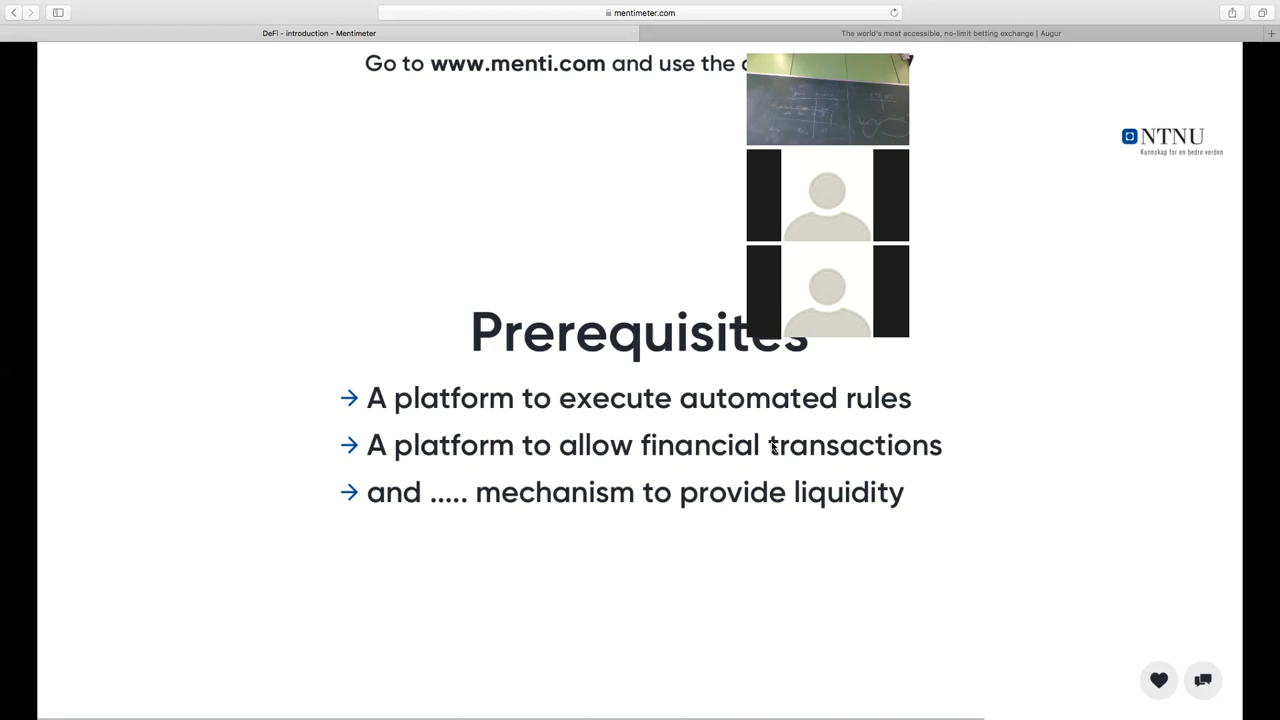 mentimeter.com
DeFi - introduction - Mentimeter
The world's most accessible, no-limit betting exchange | Augur
Go to www.menti.com and use the
NTNU
Kunnskap for en bedre verden
Prerequisites
→ A platform to execute automated rules
→ A platform to allow financial transactions
→ and ..... mechanism to provide liquidity